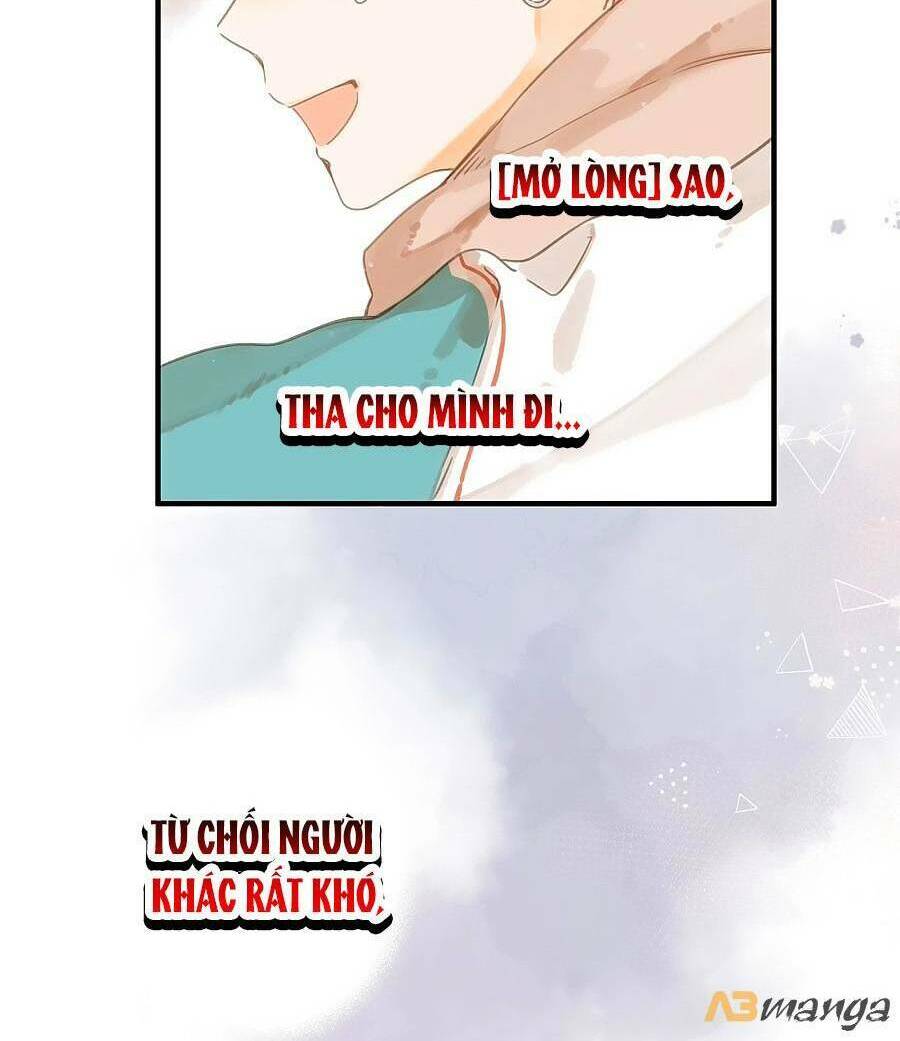 [MỞ LÒNG] SAO,
THA CHO MÌNH ĐI...
TỪ CHỐI NGƯỜI
KHÁC RẤT KHÓ,
A3manga